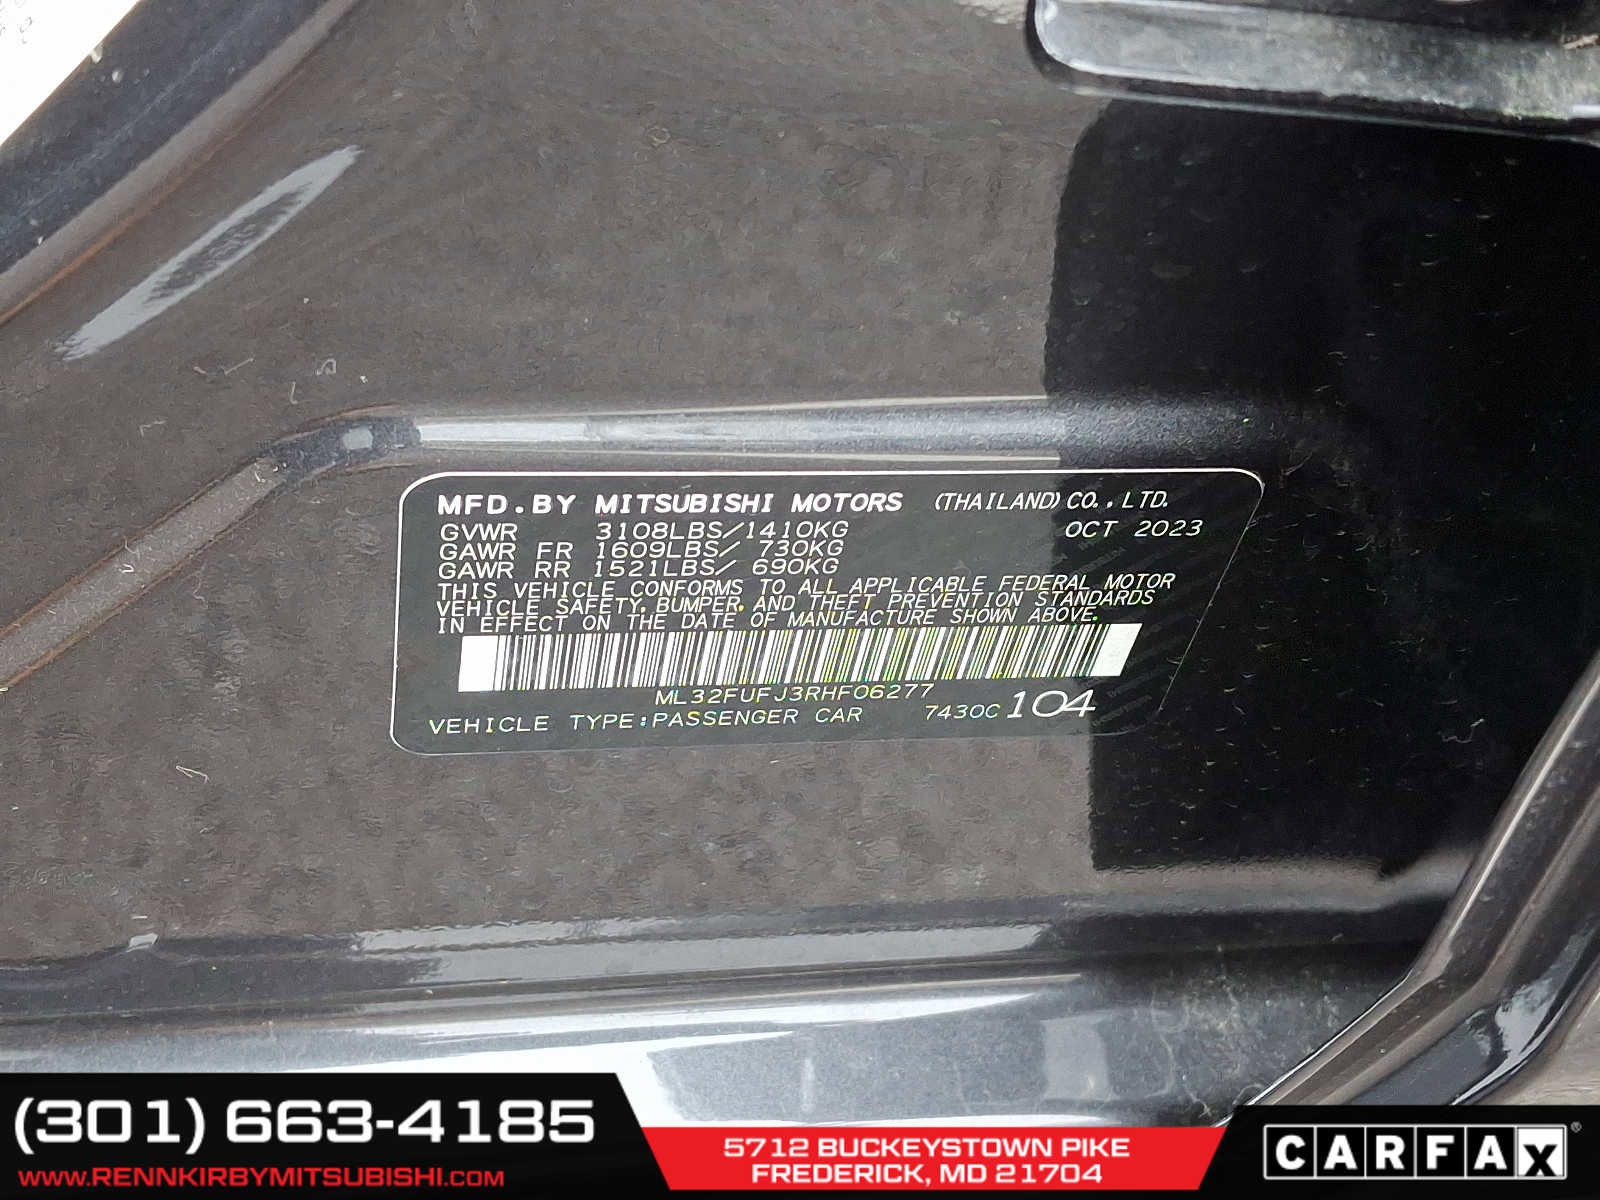 MFD.BY MITSUBISHI MOTORS (THAILAND) CO.,LTD.
GVWR 3108LBS/1410KG OCT 2023
GAWR FR 1609LBS/ 730KG
GAWR RR 1521LBS/ 690KG
THIS VEHICLE CONFORMS TO ALL APPLICABLE FEDERAL MOTOR
VEHICLE SAFETY, BUMPER, AND THEFT PREVENTION STANDARDS
IN EFFECT ON THE DATE OF MANUFACTURE SHOWN ABOVE.
ML32FUFJ3RHF06277
VEHICLE TYPE:PASSENGER CAR 7430C 104
(301) 663-4185
WWW.RENNKIRBYMITSUBISHI.COM
5712 BUCKEYSTOWN PIKE
FREDERICK, MD 21704
CARFAX®